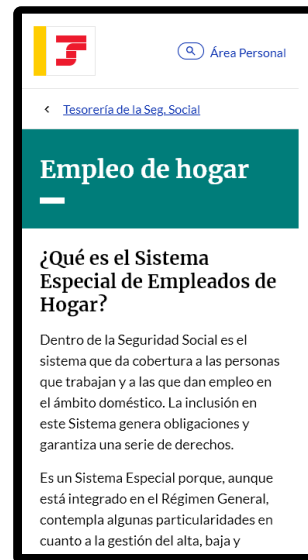 Área Personal
Tesorería de la Seg. Social
Empleo de hogar
¿Qué es el Sistema
Especial de Empleados de
Hogar?
Dentro de la Seguridad Social es el
sistema que da cobertura a las personas
que trabajan y a las que dan empleo en
el ámbito doméstico. La inclusión en
este Sistema genera obligaciones y
garantiza una serie de derechos.
Es un Sistema Especial porque, aunque
está integrado en el Régimen General,
contempla algunas particularidades en
cuanto a la gestión del alta, baja y